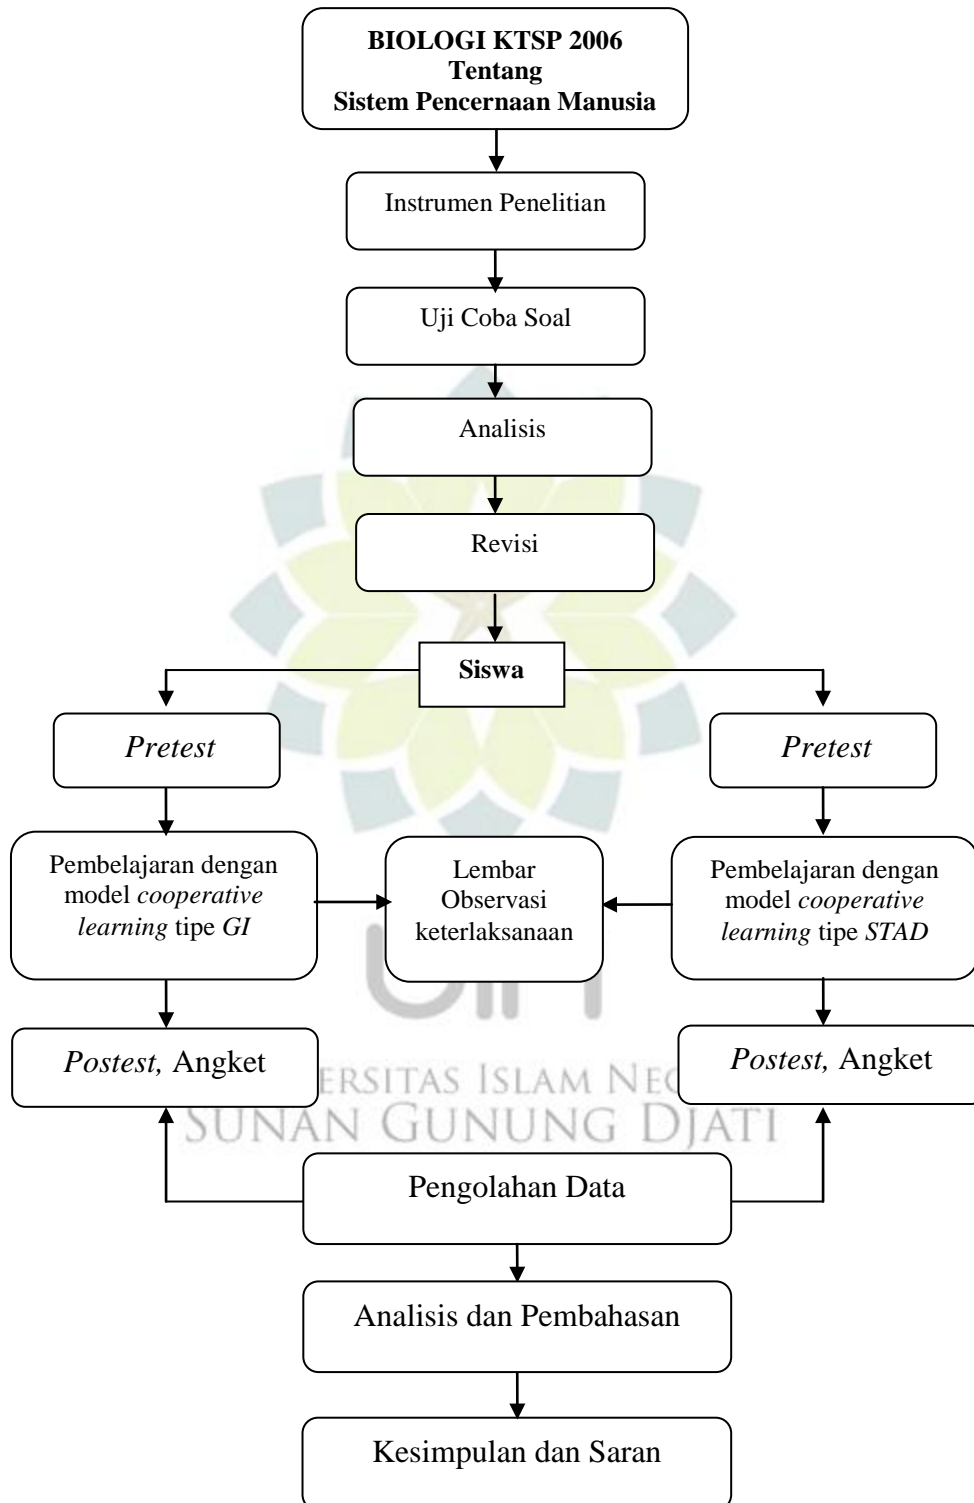 BIOLOGI KTSP 2006
Tentang
Sistem Pencernaan Manusia
Instrumen Penelitian
Uji Coba Soal
Analisis
Revisi
Siswa
Pretest
Pretest
Pembelajaran dengan
model cooperative
learning tipe GI
Lembar
Observasi
keterlaksanaan
Pembelajaran dengan
model cooperative
learning tipe STAD
Postest, Angket
Postest, Angket
ERSITAS ISLAM NEG
SUNAN GUNUNG DJATI
Pengolahan Data
Analisis dan Pembahasan
Kesimpulan dan Saran